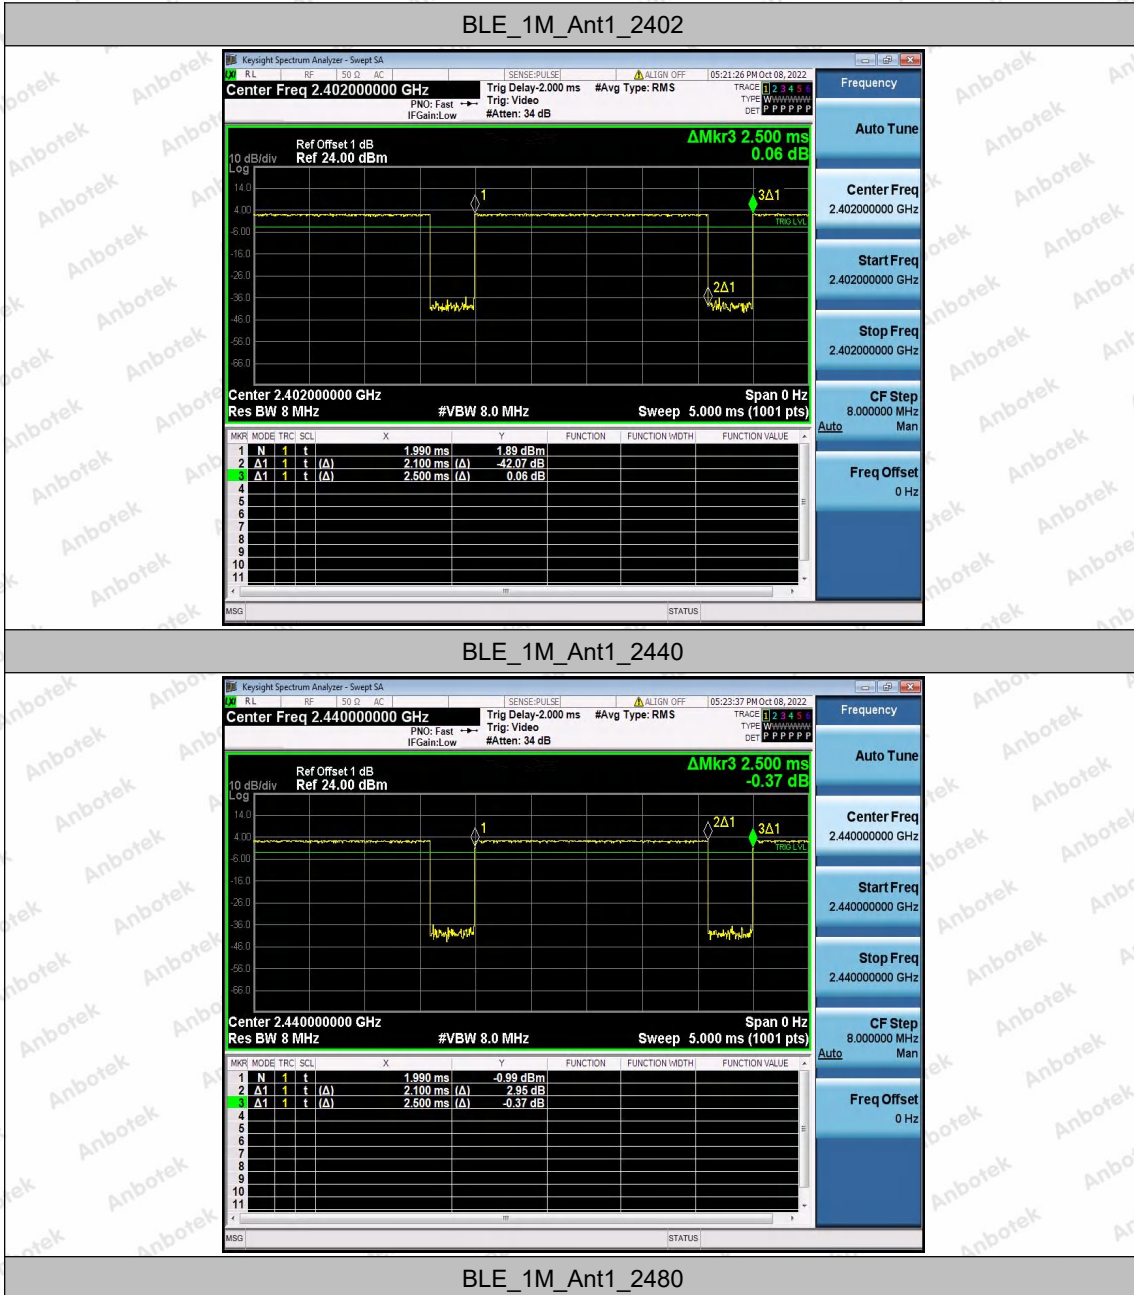 BLE_1M_Ant1_2402
Keysight Spectrum Analyzer - Swept SA
RL RF 50 Ω AC SENSE:PULSE ALIGN OFF 05:21:26 PM Oct 08, 2022
Center Freq 2.402000000 GHz
PNO: Fast
IFGain:Low
Trig Delay-2.000 ms
Trig: Video
#Atten: 34 dB
#Avg Type: RMS
TRACE 1 2 3 4 5 6
TYPE WWWWWW
DET P P P P P P
ΔMkr3 2.500 ms
0.06 dB
Ref Offset 1 dB
10 dB/div Ref 24.00 dBm
Log
14.0
4.00
-6.00
-16.0
-26.0
-36.0
-46.0
-56.0
-66.0
1
3Δ1
TRIG LVL
2Δ1
Center 2.402000000 GHz Span 0 Hz
Res BW 8 MHz #VBW 8.0 MHz Sweep 5.000 ms (1001 pts)
MKR MODE TRC SCL X Y FUNCTION FUNCTION WIDTH FUNCTION VALUE
1 N 1 t 1.990 ms 1.89 dBm
2 Δ1 1 t (Δ) 2.100 ms (Δ) -42.07 dB
3 Δ1 1 t (Δ) 2.500 ms (Δ) 0.06 dB
4
5
6
7
8
9
10
11
MSG STATUS
Frequency
Auto Tune
Center Freq
2.402000000 GHz
Start Freq
2.402000000 GHz
Stop Freq
2.402000000 GHz
CF Step
8.000000 MHz
Auto Man
Freq Offset
0 Hz
BLE_1M_Ant1_2440
Keysight Spectrum Analyzer - Swept SA
RL RF 50 Ω AC SENSE:PULSE ALIGN OFF 05:23:37 PM Oct 08, 2022
Center Freq 2.440000000 GHz
PNO: Fast
IFGain:Low
Trig Delay-2.000 ms
Trig: Video
#Atten: 34 dB
#Avg Type: RMS
TRACE 1 2 3 4 5 6
TYPE WWWWWW
DET P P P P P P
ΔMkr3 2.500 ms
-0.37 dB
Ref Offset 1 dB
10 dB/div Ref 24.00 dBm
Log
14.0
4.00
-6.00
-16.0
-26.0
-36.0
-46.0
-56.0
-66.0
1
2Δ1
3Δ1
TRIG LVL
Center 2.440000000 GHz Span 0 Hz
Res BW 8 MHz #VBW 8.0 MHz Sweep 5.000 ms (1001 pts)
MKR MODE TRC SCL X Y FUNCTION FUNCTION WIDTH FUNCTION VALUE
1 N 1 t 1.990 ms -0.99 dBm
2 Δ1 1 t (Δ) 2.100 ms (Δ) 2.95 dB
3 Δ1 1 t (Δ) 2.500 ms (Δ) -0.37 dB
4
5
6
7
8
9
10
11
MSG STATUS
Frequency
Auto Tune
Center Freq
2.440000000 GHz
Start Freq
2.440000000 GHz
Stop Freq
2.440000000 GHz
CF Step
8.000000 MHz
Auto Man
Freq Offset
0 Hz
BLE_1M_Ant1_2480